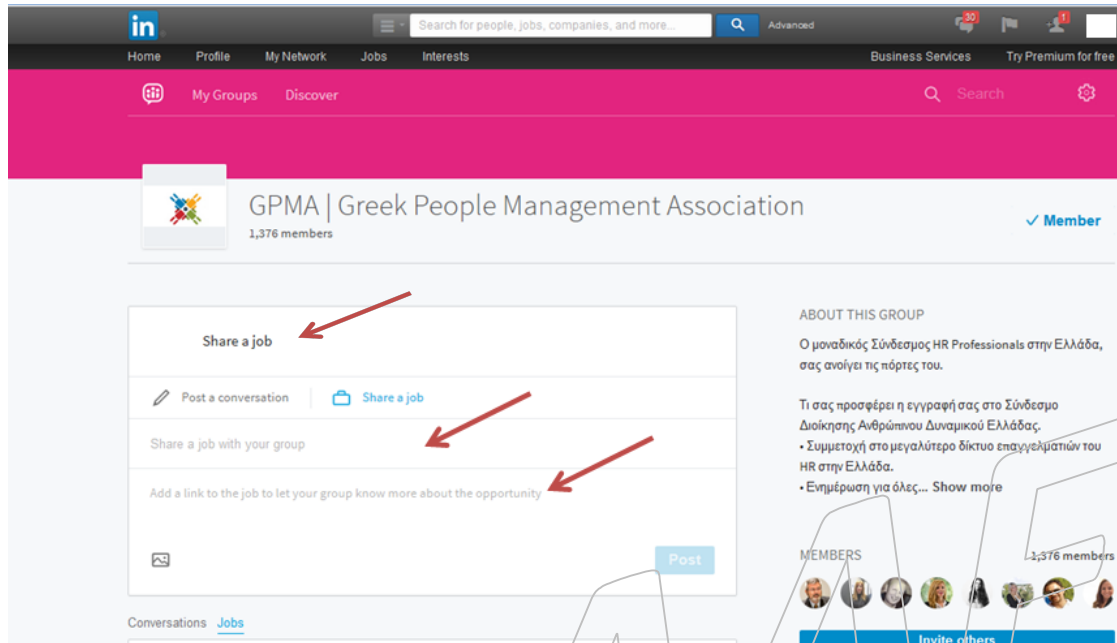 in
Search for people, jobs, companies, and more...
Advanced
30
1
Home Profile My Network Jobs Interests
Business Services Try Premium for free
My Groups Discover
Search
GPMA | Greek People Management Association
1,376 members
Member
Share a job
Post a conversation Share a job
Share a job with your group
Add a link to the job to let your group know more about the opportunity
Post
Conversations Jobs
ABOUT THIS GROUP
Ο μοναδικός Σύνδεσμος HR Professionals στην Ελλάδα,
σας ανοίγει τις πόρτες του.
Τι σας προσφέρει η εγγραφή σας στο Σύνδεσμο
Διοίκησης Ανθρώπινου Δυναμικού Ελλάδας.
• Συμμετοχή στο μεγαλύτερο δίκτυο επαγγελματιών του
HR στην Ελλάδα.
• Ενημέρωση για όλες... Show more
MEMBERS 1,376 members
Invite others